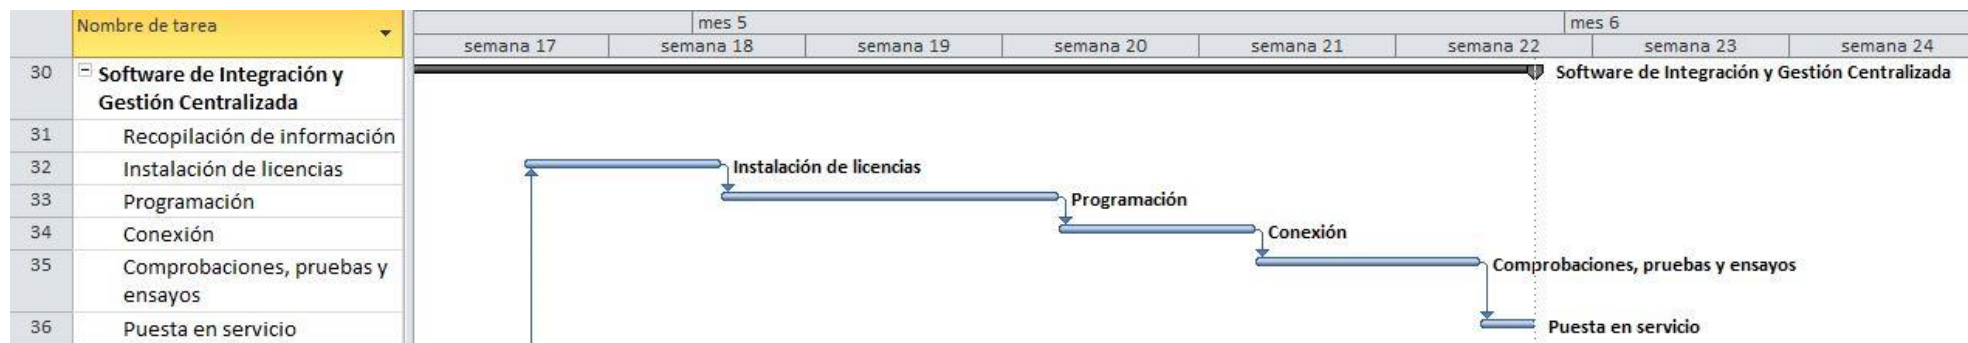 Nombre de tarea
mes 5 mes 6
semana 17 semana 18 semana 19 semana 20 semana 21 semana 22 semana 23 semana 24
30 Software de Integración y
Gestión Centralizada
Software de Integración y Gestión Centralizada
31 Recopilación de información
32 Instalación de licencias Instalación de licencias
33 Programación Programación
34 Conexión Conexión
35 Comprobaciones, pruebas y
ensayos
Comprobaciones, pruebas y ensayos
36 Puesta en servicio Puesta en servicio